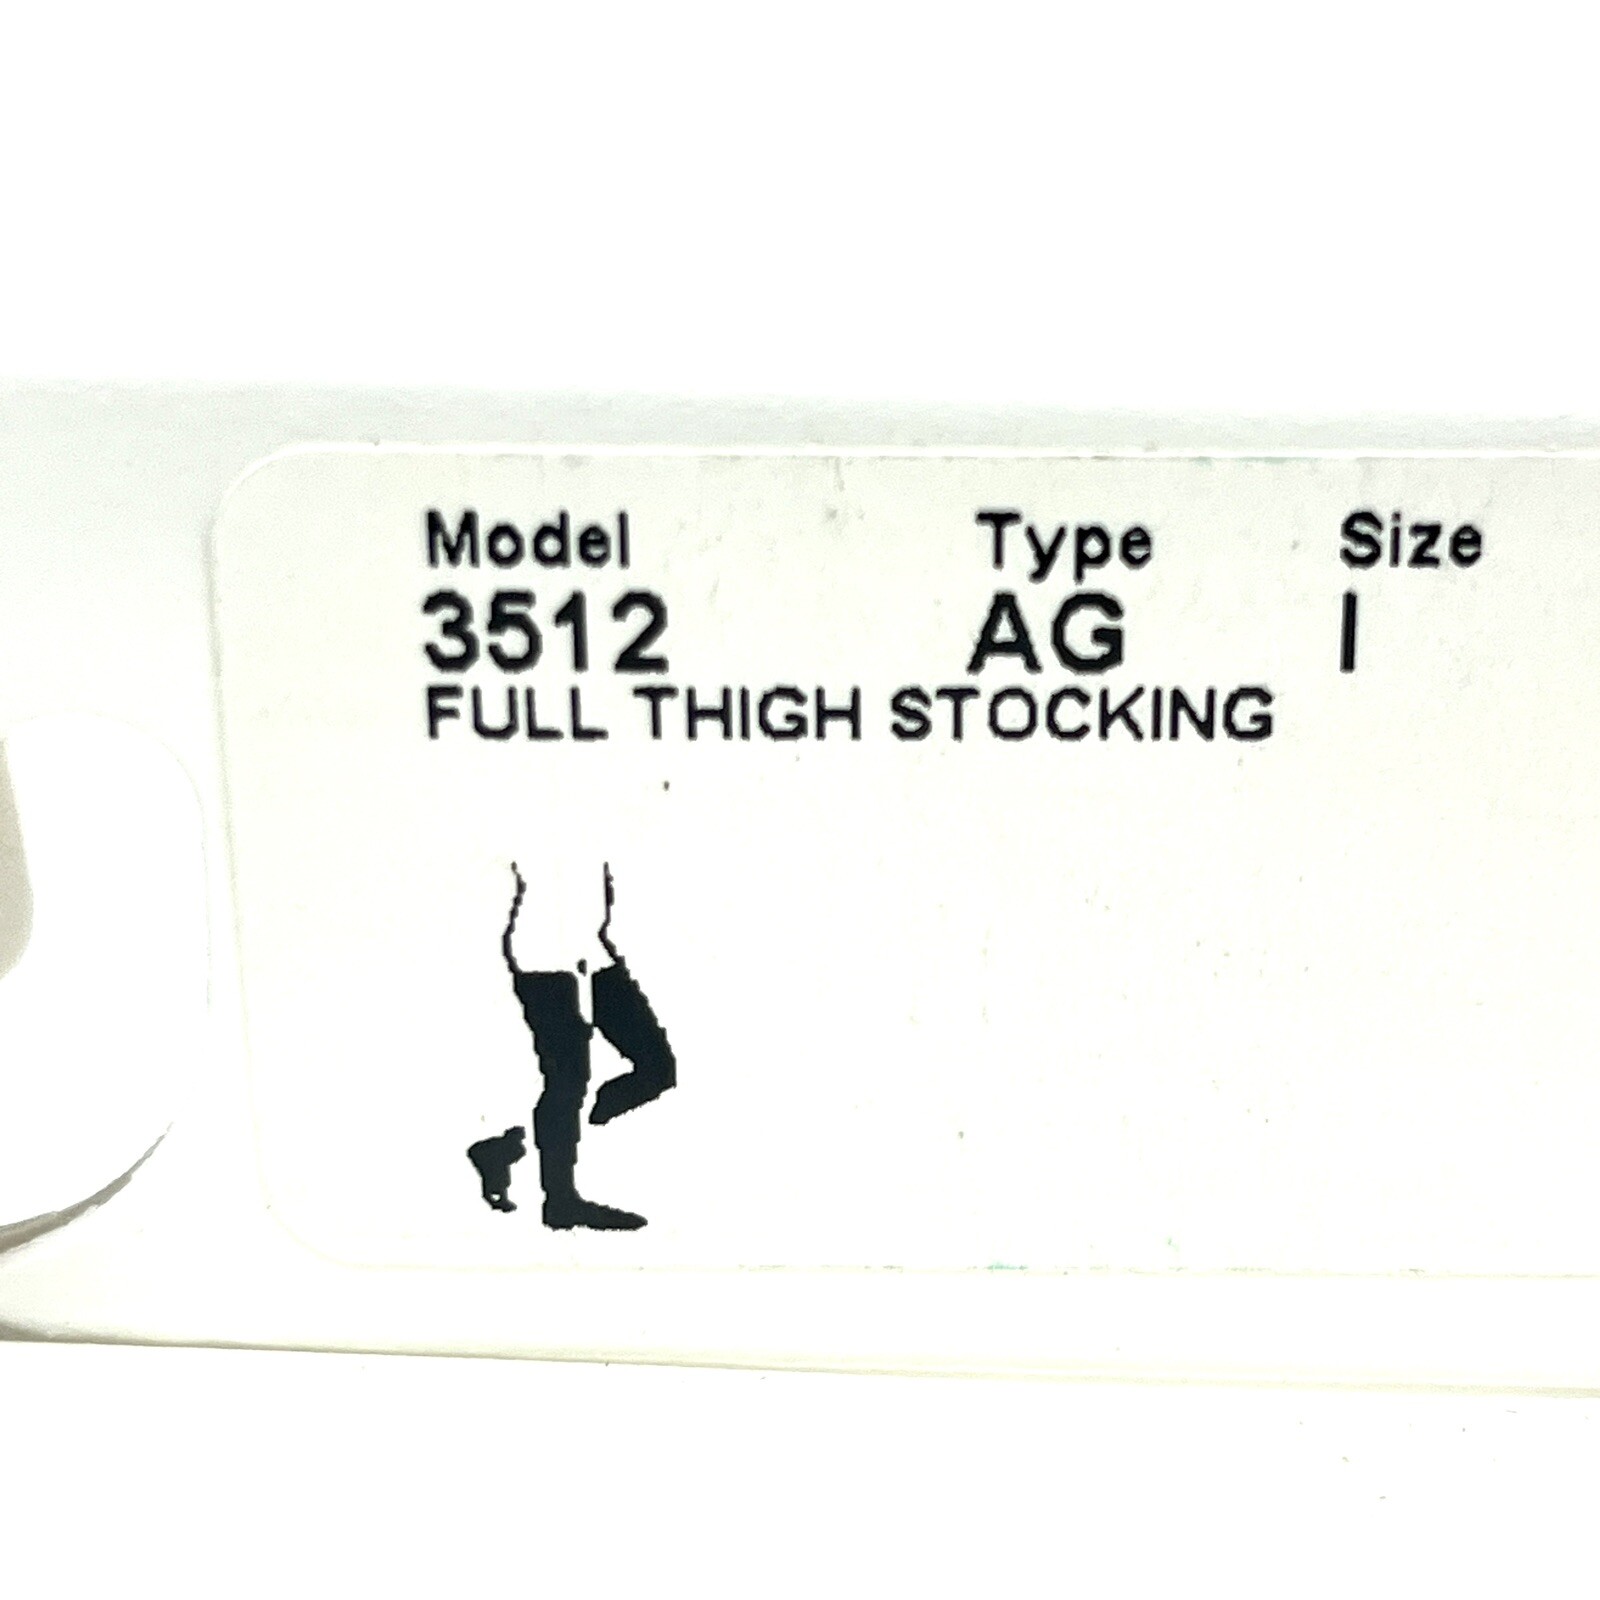 Model Type Size
3512 AG I
FULL THIGH STOCKING